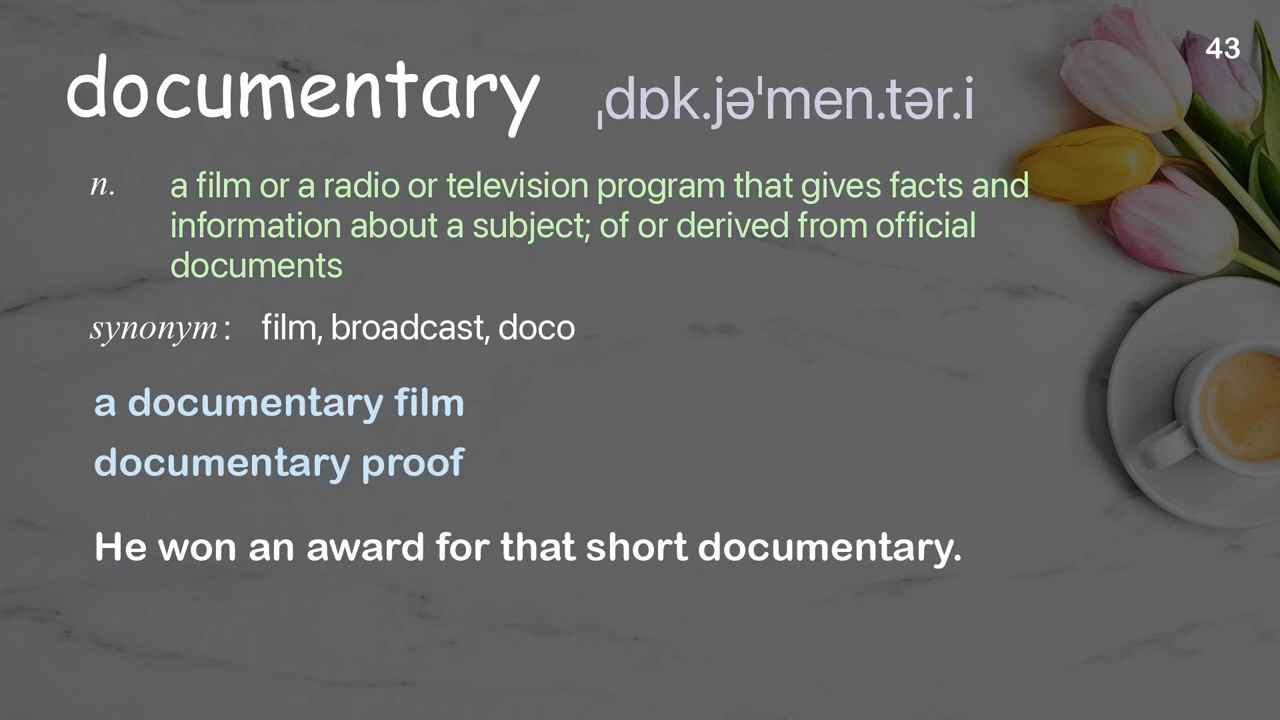 43
documentary ˌdɒk.jəˈmen.tər.i
n. a film or a radio or television program that gives facts and
information about a subject; of or derived from official
documents
synonym: film, broadcast, doco
a documentary film
documentary proof
He won an award for that short documentary.